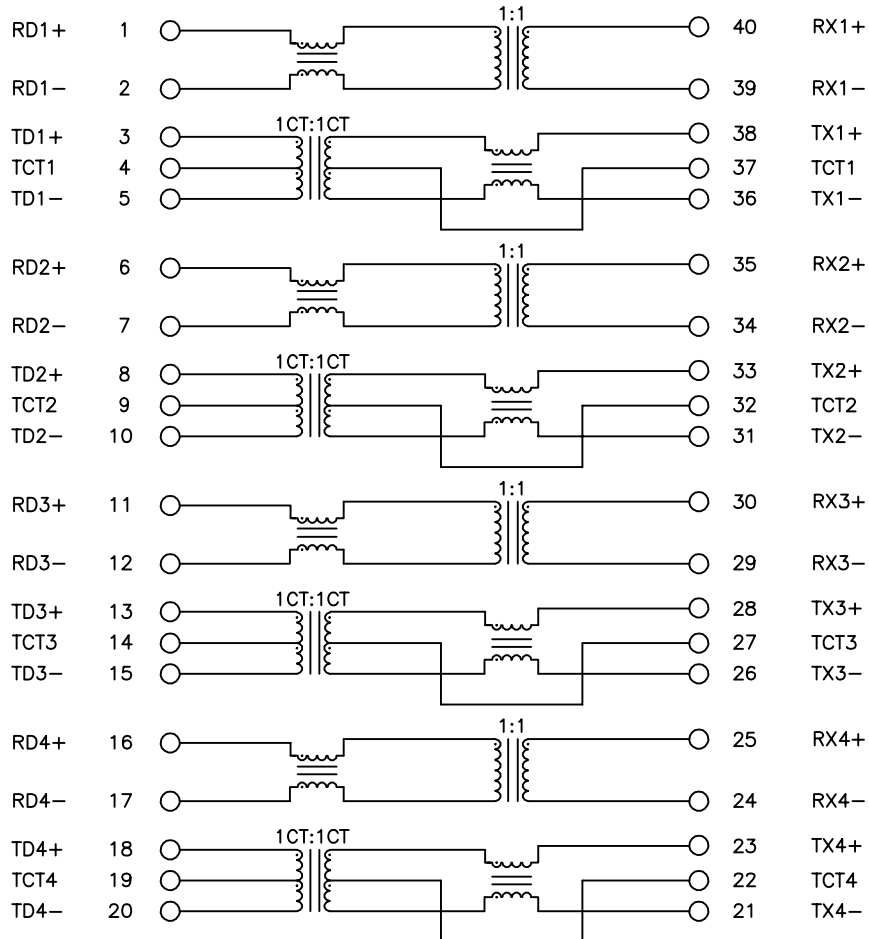 1:1
RD1+ 1 40 RX1+
RD1− 2 39 RX1−
1CT:1CT
TD1+ 3 38 TX1+
TCT1 4 37 TCT1
TD1− 5 36 TX1−
1:1
RD2+ 6 35 RX2+
RD2− 7 34 RX2−
1CT:1CT
TD2+ 8 33 TX2+
TCT2 9 32 TCT2
TD2− 10 31 TX2−
1:1
RD3+ 11 30 RX3+
RD3− 12 29 RX3−
1CT:1CT
TD3+ 13 28 TX3+
TCT3 14 27 TCT3
TD3− 15 26 TX3−
1:1
RD4+ 16 25 RX4+
RD4− 17 24 RX4−
1CT:1CT
TD4+ 18 23 TX4+
TCT4 19 22 TCT4
TD4− 20 21 TX4−